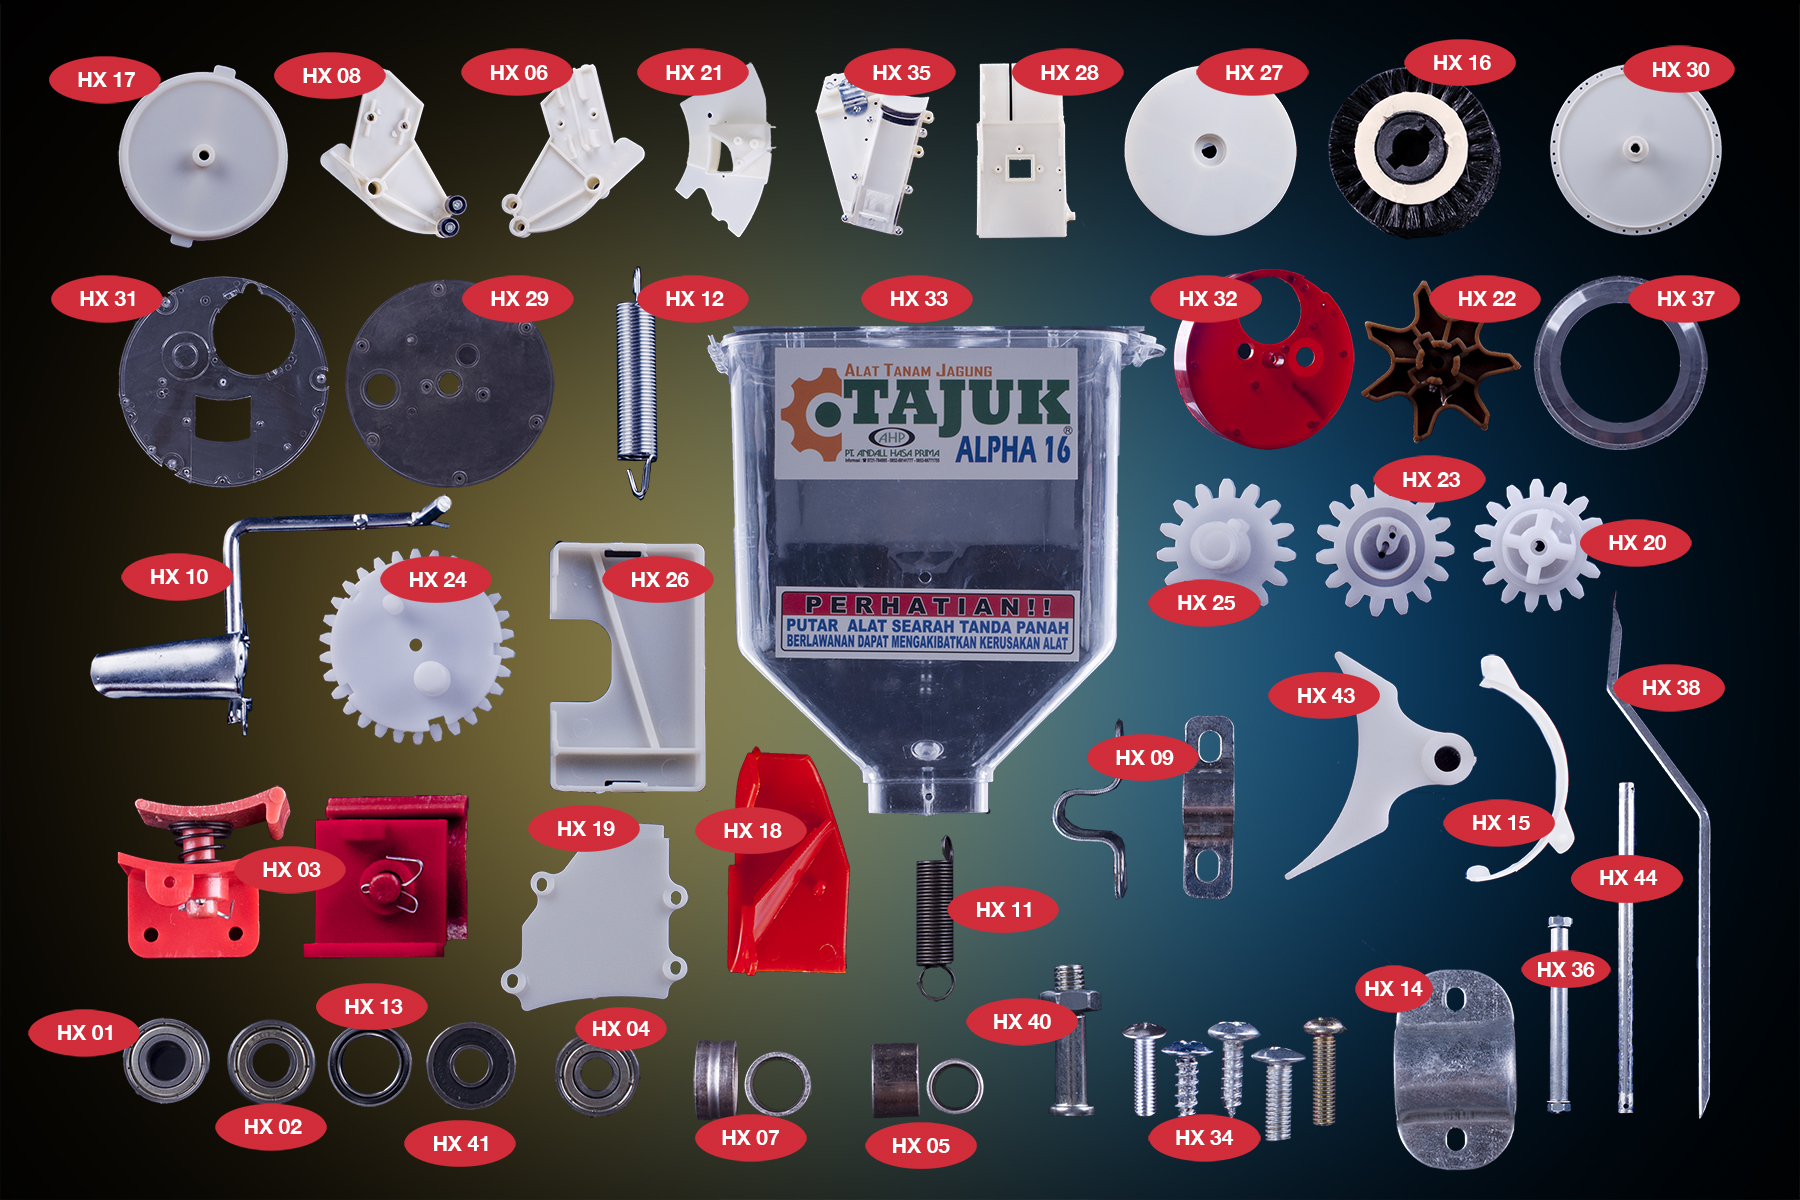 HX 17
HX 08
HX 06
HX 21
HX 35
HX 28
HX 27
HX 16
HX 30
HX 31
HX 29
HX 12
HX 33
HX 32
HX 22
HX 37
ALAT TANAM JAGUNG
TAJUK®
AHP
ALPHA 16
PT. ANDALL HASA PRIMA
HX 23
HX 10
HX 24
HX 26
HX 25
HX 20
PERHATIAN!!
PUTAR ALAT SEARAH TANDA PANAH
BERLAWANAN DAPAT MENGAKIBATKAN KERUSAKAN ALAT
HX 43
HX 38
HX 09
HX 19
HX 18
HX 15
HX 03
HX 11
HX 44
HX 36
HX 14
HX 01
HX 13
HX 04
HX 40
HX 02
HX 41
HX 07
HX 05
HX 34